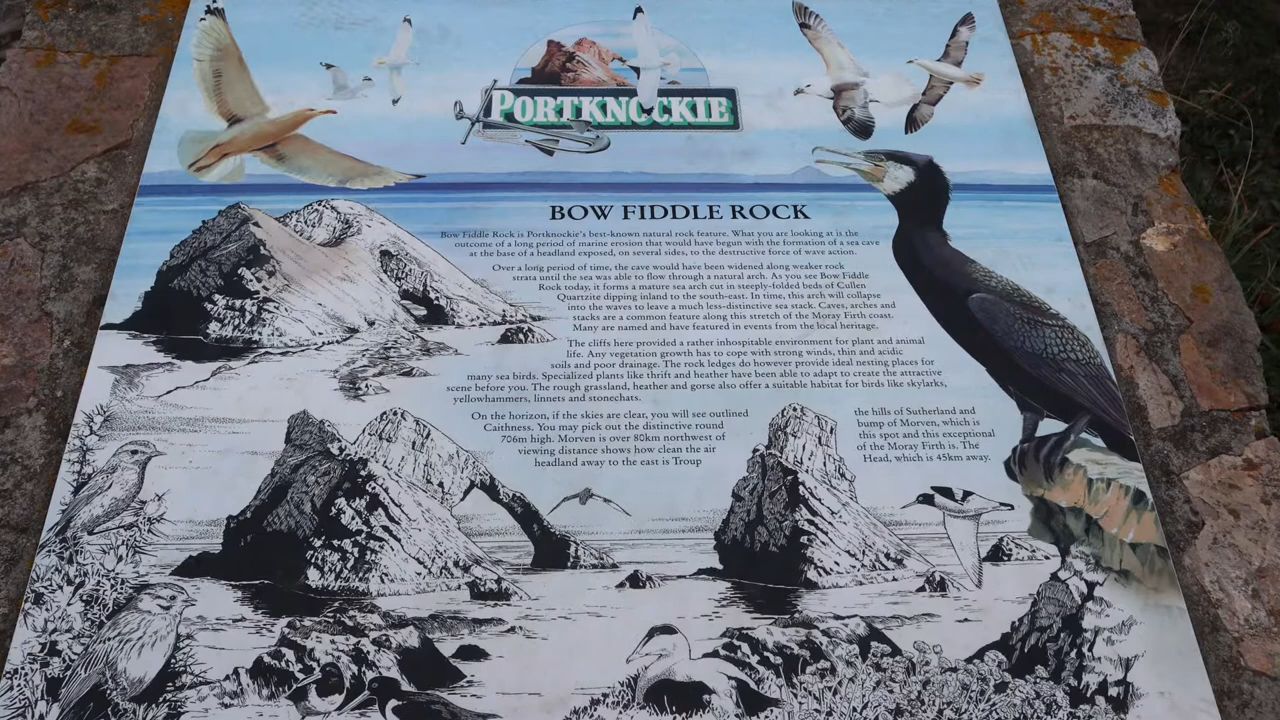 PORTKNOCKIE
BOW FIDDLE ROCK
Bow Fiddle Rock is Portknockie's best-known natural rock feature. What you are looking at is the
outcome of a long period of marine erosion that would have begun with the formation of a sea cave
at the base of a headland exposed, on several sides, to the destructive force of wave action.
Over a long period of time, the cave would have been widened along weaker rock
strata until the sea was able to flow through a natural arch. As you see Bow Fiddle
Rock today, it forms a mature sea arch cut in steeply-folded beds of Cullen
Quartzite dipping inland to the south-east. In time, this arch will collapse
into the waves to leave a much less-distinctive sea stack. Caves, arches and
stacks are a common feature along this stretch of the Moray Firth coast.
Many are named and have featured in events from the local heritage.
The cliffs here provided a rather inhospitable environment for plant and animal
life. Any vegetation growth has to cope with strong winds, thin and acidic
soils and poor drainage. The rock ledges do however provide ideal nesting places for
many sea birds. Specialized plants like thrift and heather have been able to adapt to create the attractive
scene before you. The rough grassland, heather and gorse also offer a suitable habitat for birds like skylarks,
yellowhammers, linnets and stonechats.
On the horizon, if the skies are clear, you will see outlined
Caithness. You may pick out the distinctive round
706m high. Morven is over 80km northwest of
viewing distance shows how clean the air
headland away to the east is Troup
the hills of Sutherland and
bump of Morven, which is
this spot and this exceptional
of the Moray Firth is. The
Head, which is 45km away.